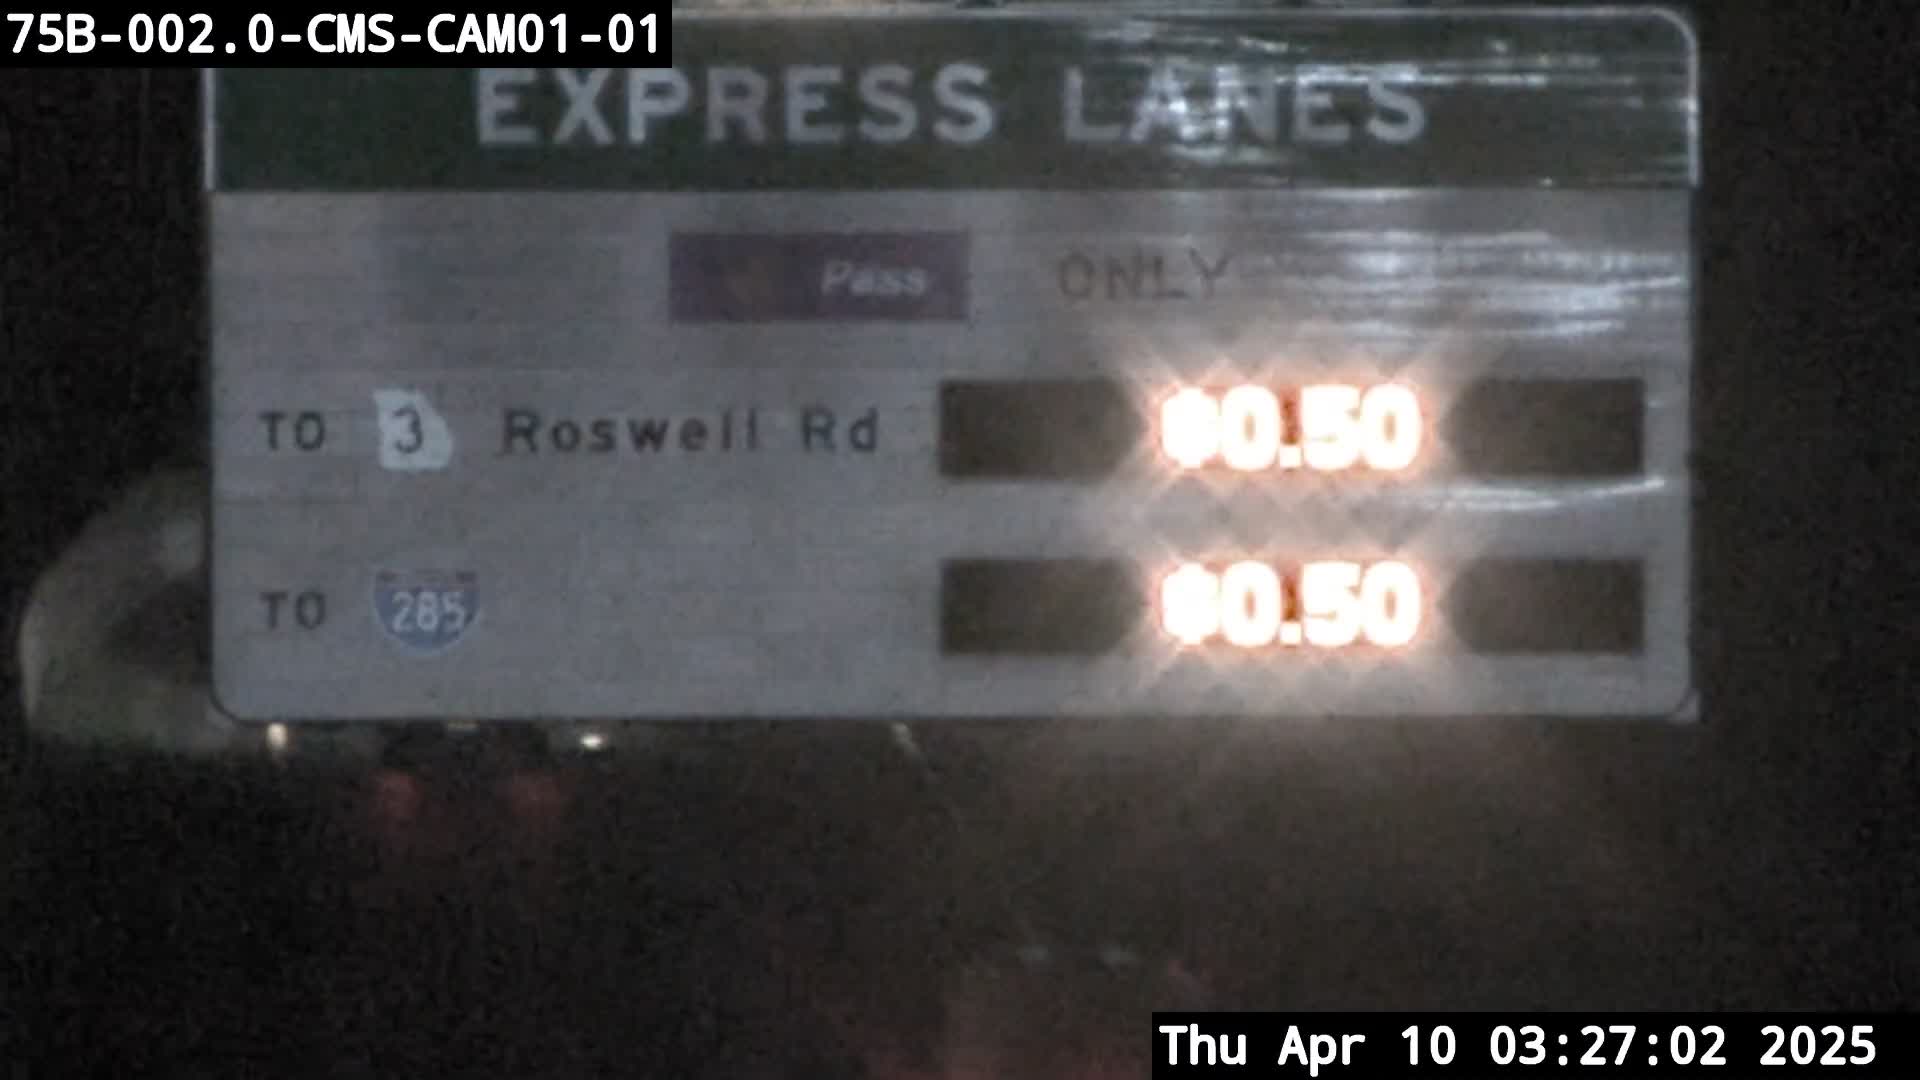 75B-002.0-CMS-CAM01-01
EXPRESS LANES
Pass ONLY
TO 3 Roswell Rd $0.50
TO 285 $0.50
Thu Apr 10 03:27:02 2025